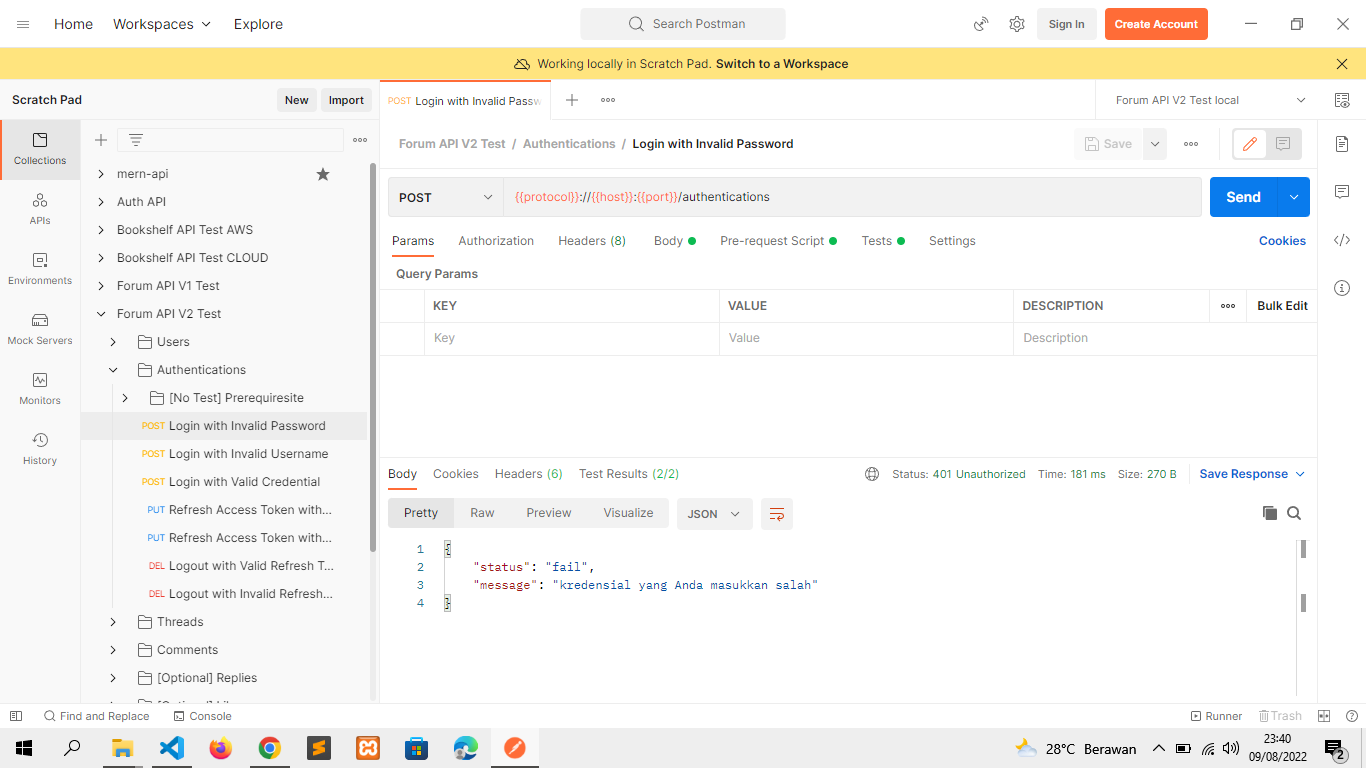 Home Workspaces Explore Search Postman Sign In Create Account
Working locally in Scratch Pad. Switch to a Workspace
Scratch Pad New Import
POST Login with Invalid Passw
Forum API V2 Test local
Collections
APIs
Environments
Mock Servers
Monitors
History
mern-api
Auth API
Bookshelf API Test AWS
Bookshelf API Test CLOUD
Forum API V1 Test
Forum API V2 Test
Users
Authentications
[No Test] Prerequiresite
POST Login with Invalid Password
POST Login with Invalid Username
POST Login with Valid Credential
PUT Refresh Access Token with...
PUT Refresh Access Token with...
DEL Logout with Valid Refresh T...
DEL Logout with Invalid Refresh...
Threads
Comments
[Optional] Replies
Forum API V2 Test / Authentications / Login with Invalid Password Save
POST {{protocol}}://{{host}}:{{port}}/authentications Send
Params Authorization Headers (8) Body Pre-request Script Tests Settings Cookies
Query Params
KEY VALUE DESCRIPTION Bulk Edit
Key Value Description
Body Cookies Headers (6) Test Results (2/2) Status: 401 Unauthorized Time: 181 ms Size: 270 B Save Response
Pretty Raw Preview Visualize JSON
1 {
2 "status": "fail",
3 "message": "kredensial yang Anda masukkan salah"
4 }
Find and Replace Console Runner Trash
28°C Berawan 23:40
09/08/2022 2